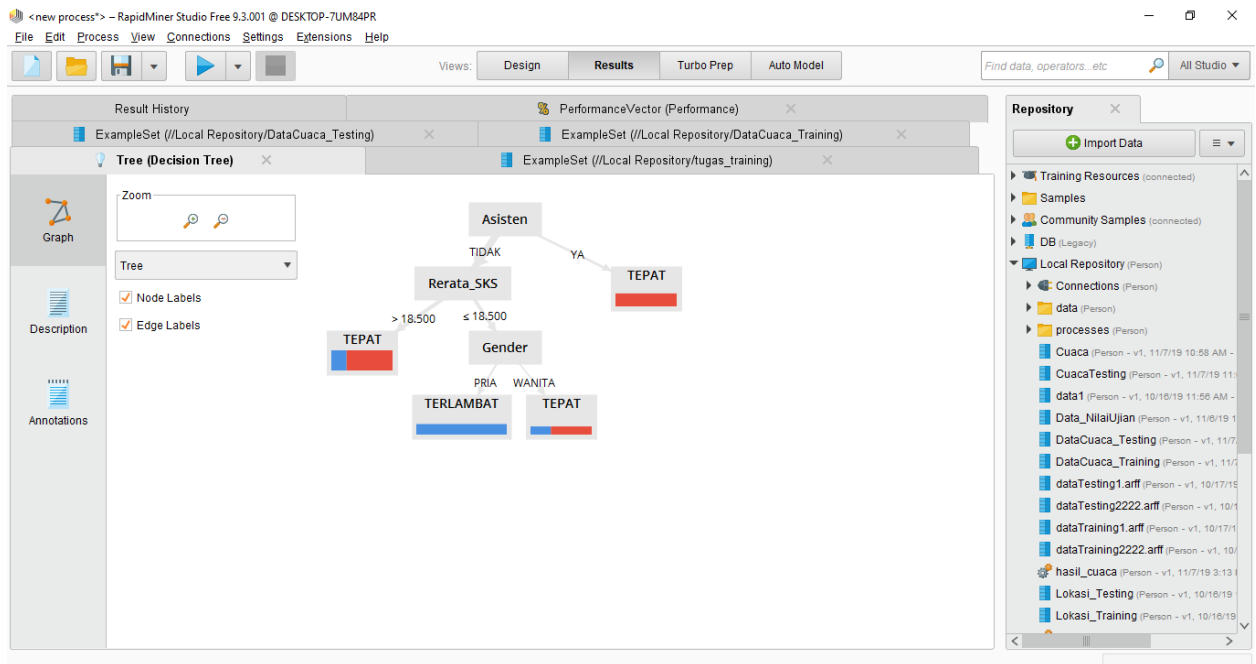 <new process*> – RapidMiner Studio Free 9.3.001 @ DESKTOP-7UM84PR
File Edit Process View Connections Settings Extensions Help
Views: Design Results Turbo Prep Auto Model
Find data, operators...etc All Studio
Result History PerformanceVector (Performance)
ExampleSet (//Local Repository/DataCuaca_Testing) ExampleSet (//Local Repository/DataCuaca_Training)
Tree (Decision Tree) ExampleSet (//Local Repository/tugas_training)
Graph
Description
Annotations
Zoom
Tree
Node Labels
Edge Labels
Asisten
TIDAK YA
Rerata_SKS TEPAT
> 18.500 ≤ 18.500
TEPAT Gender
PRIA WANITA
TERLAMBAT TEPAT
Repository
Import Data
Training Resources (connected)
Samples
Community Samples (connected)
DB (Legacy)
Local Repository (Person)
Connections (Person)
data (Person)
processes (Person)
Cuaca (Person - v1, 11/7/19 10:58 AM -
CuacaTesting (Person - v1, 11/7/19 11:
data1 (Person - v1, 10/16/19 11:56 AM -
Data_NilaiUjian (Person - v1, 11/6/19 1
DataCuaca_Testing (Person - v1, 11/7
DataCuaca_Training (Person - v1, 11/7
dataTesting1.arff (Person - v1, 10/17/19
dataTesting2222.arff (Person - v1, 10/1
dataTraining1.arff (Person - v1, 10/17/1
dataTraining2222.arff (Person - v1, 10/
hasil_cuaca (Person - v1, 11/7/19 3:13
Lokasi_Testing (Person - v1, 10/16/19
Lokasi_Training (Person - v1, 10/16/19